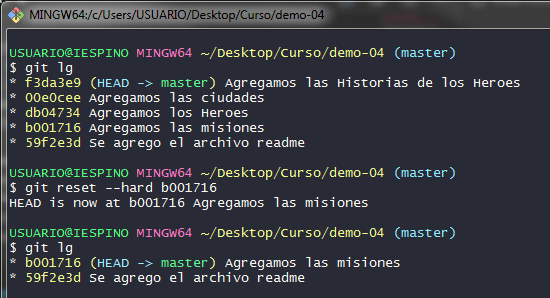 MINGW64:/c/Users/USUARIO/Desktop/Curso/demo-04
USUARIO@IESPINO MINGW64 ~/Desktop/Curso/demo-04 (master)
$ git lg
* f3da3e9 (HEAD -> master) Agregamos las Historias de los Heroes
* 00e0cee Agregamos las ciudades
* db04734 Agregamos los Heroes
* b001716 Agregamos las misiones
* 59f2e3d Se agrego el archivo readme
USUARIO@IESPINO MINGW64 ~/Desktop/Curso/demo-04 (master)
$ git reset --hard b001716
HEAD is now at b001716 Agregamos las misiones
USUARIO@IESPINO MINGW64 ~/Desktop/Curso/demo-04 (master)
$ git lg
* b001716 (HEAD -> master) Agregamos las misiones
* 59f2e3d Se agrego el archivo readme